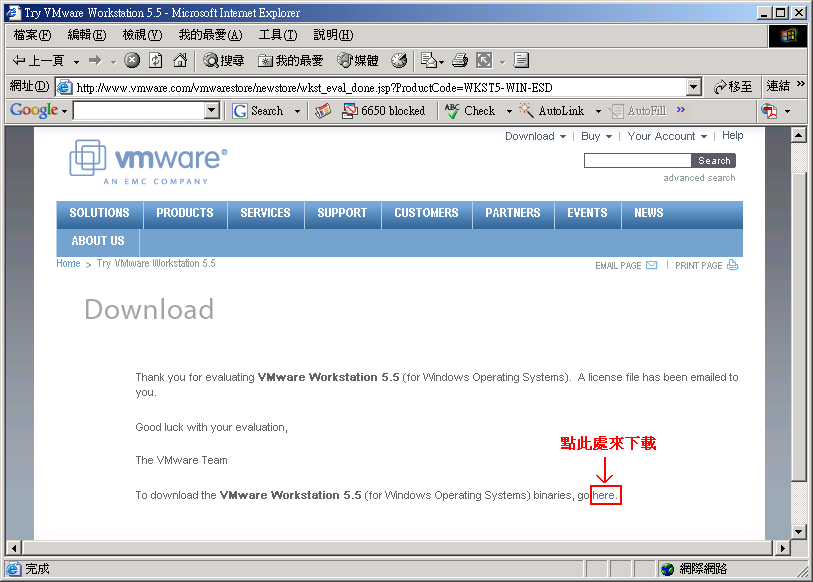 Try VMware Workstation 5.5 - Microsoft Internet Explorer
檔案(F) 編輯(E) 檢視(V) 我的最愛(A) 工具(T) 說明(H)
上一頁 搜尋 我的最愛 媒體
網址(D) http://www.vmware.com/vmwarestore/newstore/wkst_eval_done.jsp?ProductCode=WKST5-WIN-ESD 移至 連結 »
Google G Search 6650 blocked ABC Check AutoLink AutoFill »
Download | Buy | Your Account | Help
vmware®
AN EMC COMPANY
Search
advanced search
SOLUTIONS PRODUCTS SERVICES SUPPORT CUSTOMERS PARTNERS EVENTS NEWS
ABOUT US
Home > Try VMware Workstation 5.5 EMAIL PAGE | PRINT PAGE
Download
Thank you for evaluating VMware Workstation 5.5 (for Windows Operating Systems). A license file has been emailed to
you.
Good luck with your evaluation,
點此處來下載
The VMware Team
To download the VMware Workstation 5.5 (for Windows Operating Systems) binaries, go here.
完成 網際網路